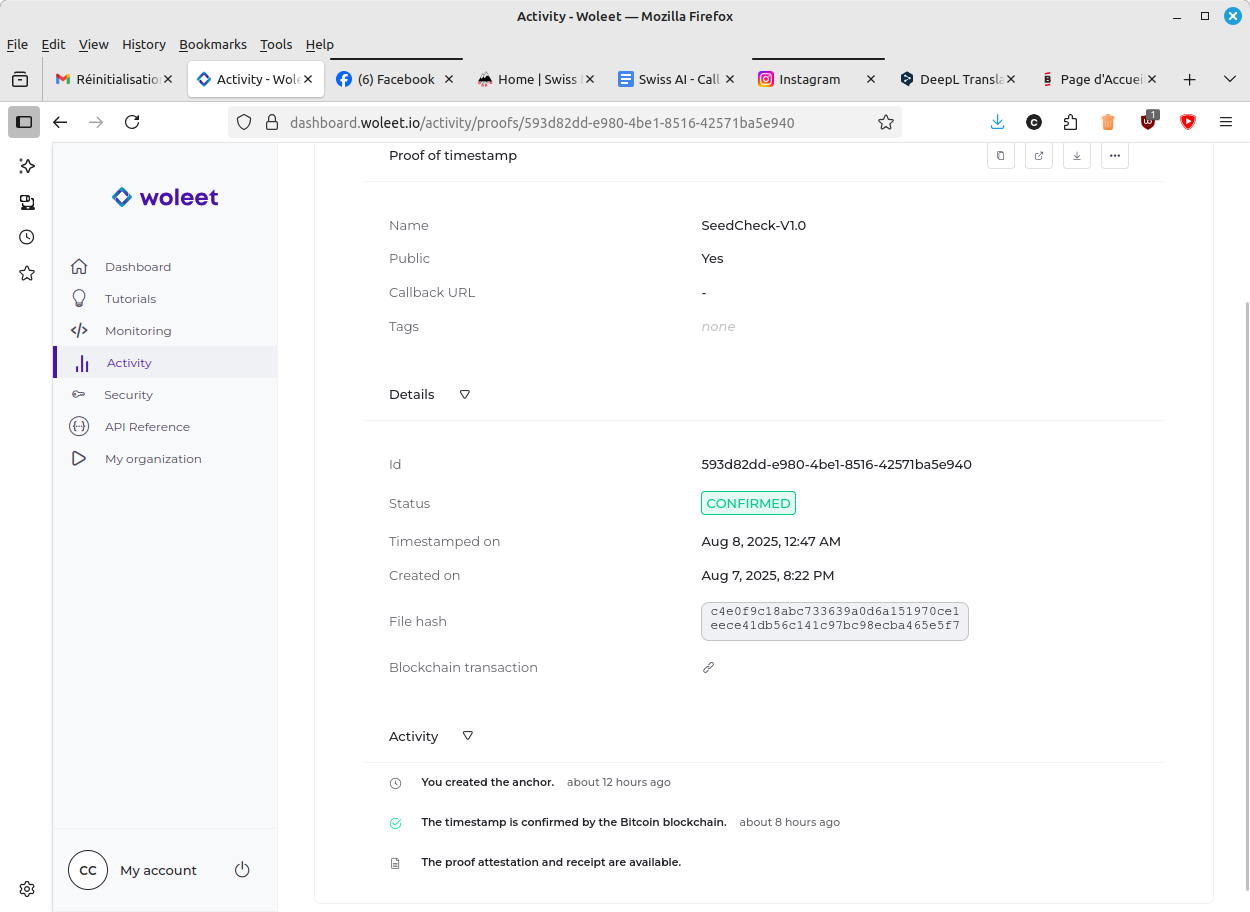 Activity - Woleet — Mozilla Firefox
File Edit View History Bookmarks Tools Help
Réinitialisatio
Activity - Wole
(6) Facebook
Home | Swiss
Swiss AI - Call
Instagram
DeepL Transla
Page d'Accuei
dashboard.woleet.io/activity/proofs/593d82dd-e980-4be1-8516-42571ba5e940
C
1
woleet
Dashboard
Tutorials
Monitoring
Activity
Security
API Reference
My organization
CC
My account
Proof of timestamp
Name SeedCheck-V1.0
Public Yes
Callback URL -
Tags none
Details
Id 593d82dd-e980-4be1-8516-42571ba5e940
Status CONFIRMED
Timestamped on Aug 8, 2025, 12:47 AM
Created on Aug 7, 2025, 8:22 PM
File hash
c4e0f9c18abc733639a0d6a151970ce1
eece41db56c141c97bc98ecba465e5f7
Blockchain transaction
Activity
You created the anchor. about 12 hours ago
The timestamp is confirmed by the Bitcoin blockchain. about 8 hours ago
The proof attestation and receipt are available.